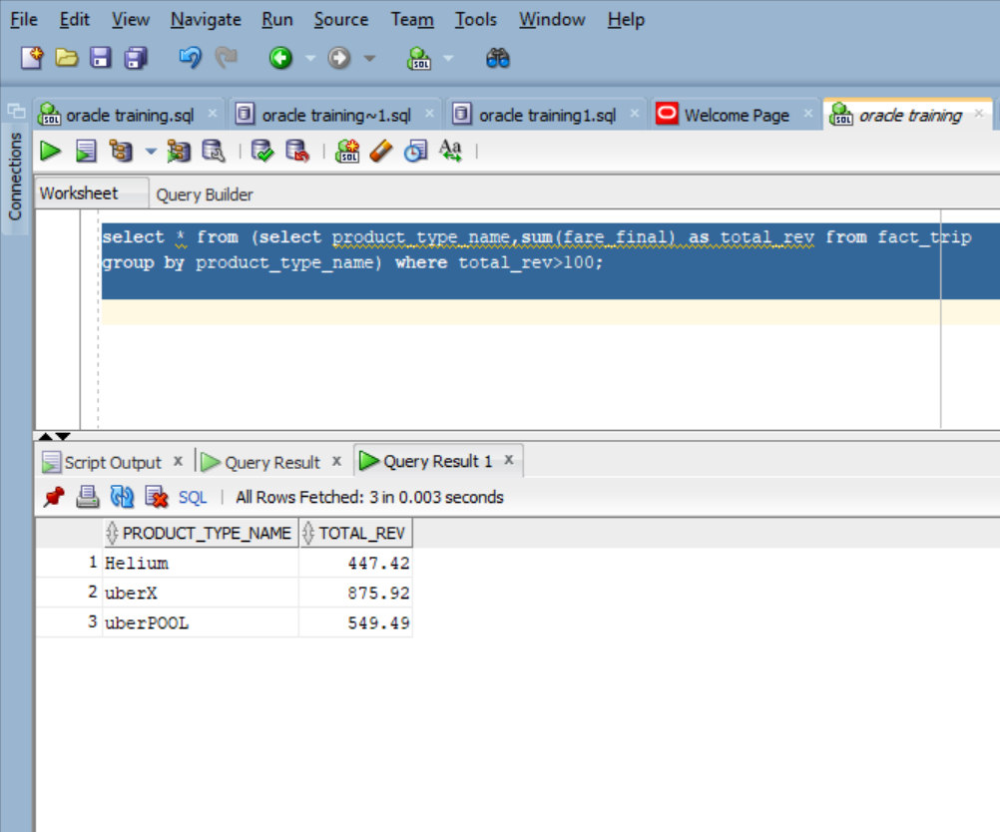 File Edit View Navigate Run Source Team Tools Window Help
SQL
oracle training.sql × oracle training~1.sql × oracle training1.sql × Welcome Page × oracle training ×
Connections
SQL Aa
Worksheet Query Builder
select * from (select product_type_name,sum(fare_final) as total_rev from fact_trip
group by product_type_name) where total_rev>100;
Script Output x Query Result x Query Result 1 x
SQL | All Rows Fetched: 3 in 0.003 seconds
PRODUCT_TYPE_NAME TOTAL_REV
1 Helium 447.42
2 uberX 875.92
3 uberPOOL 549.49